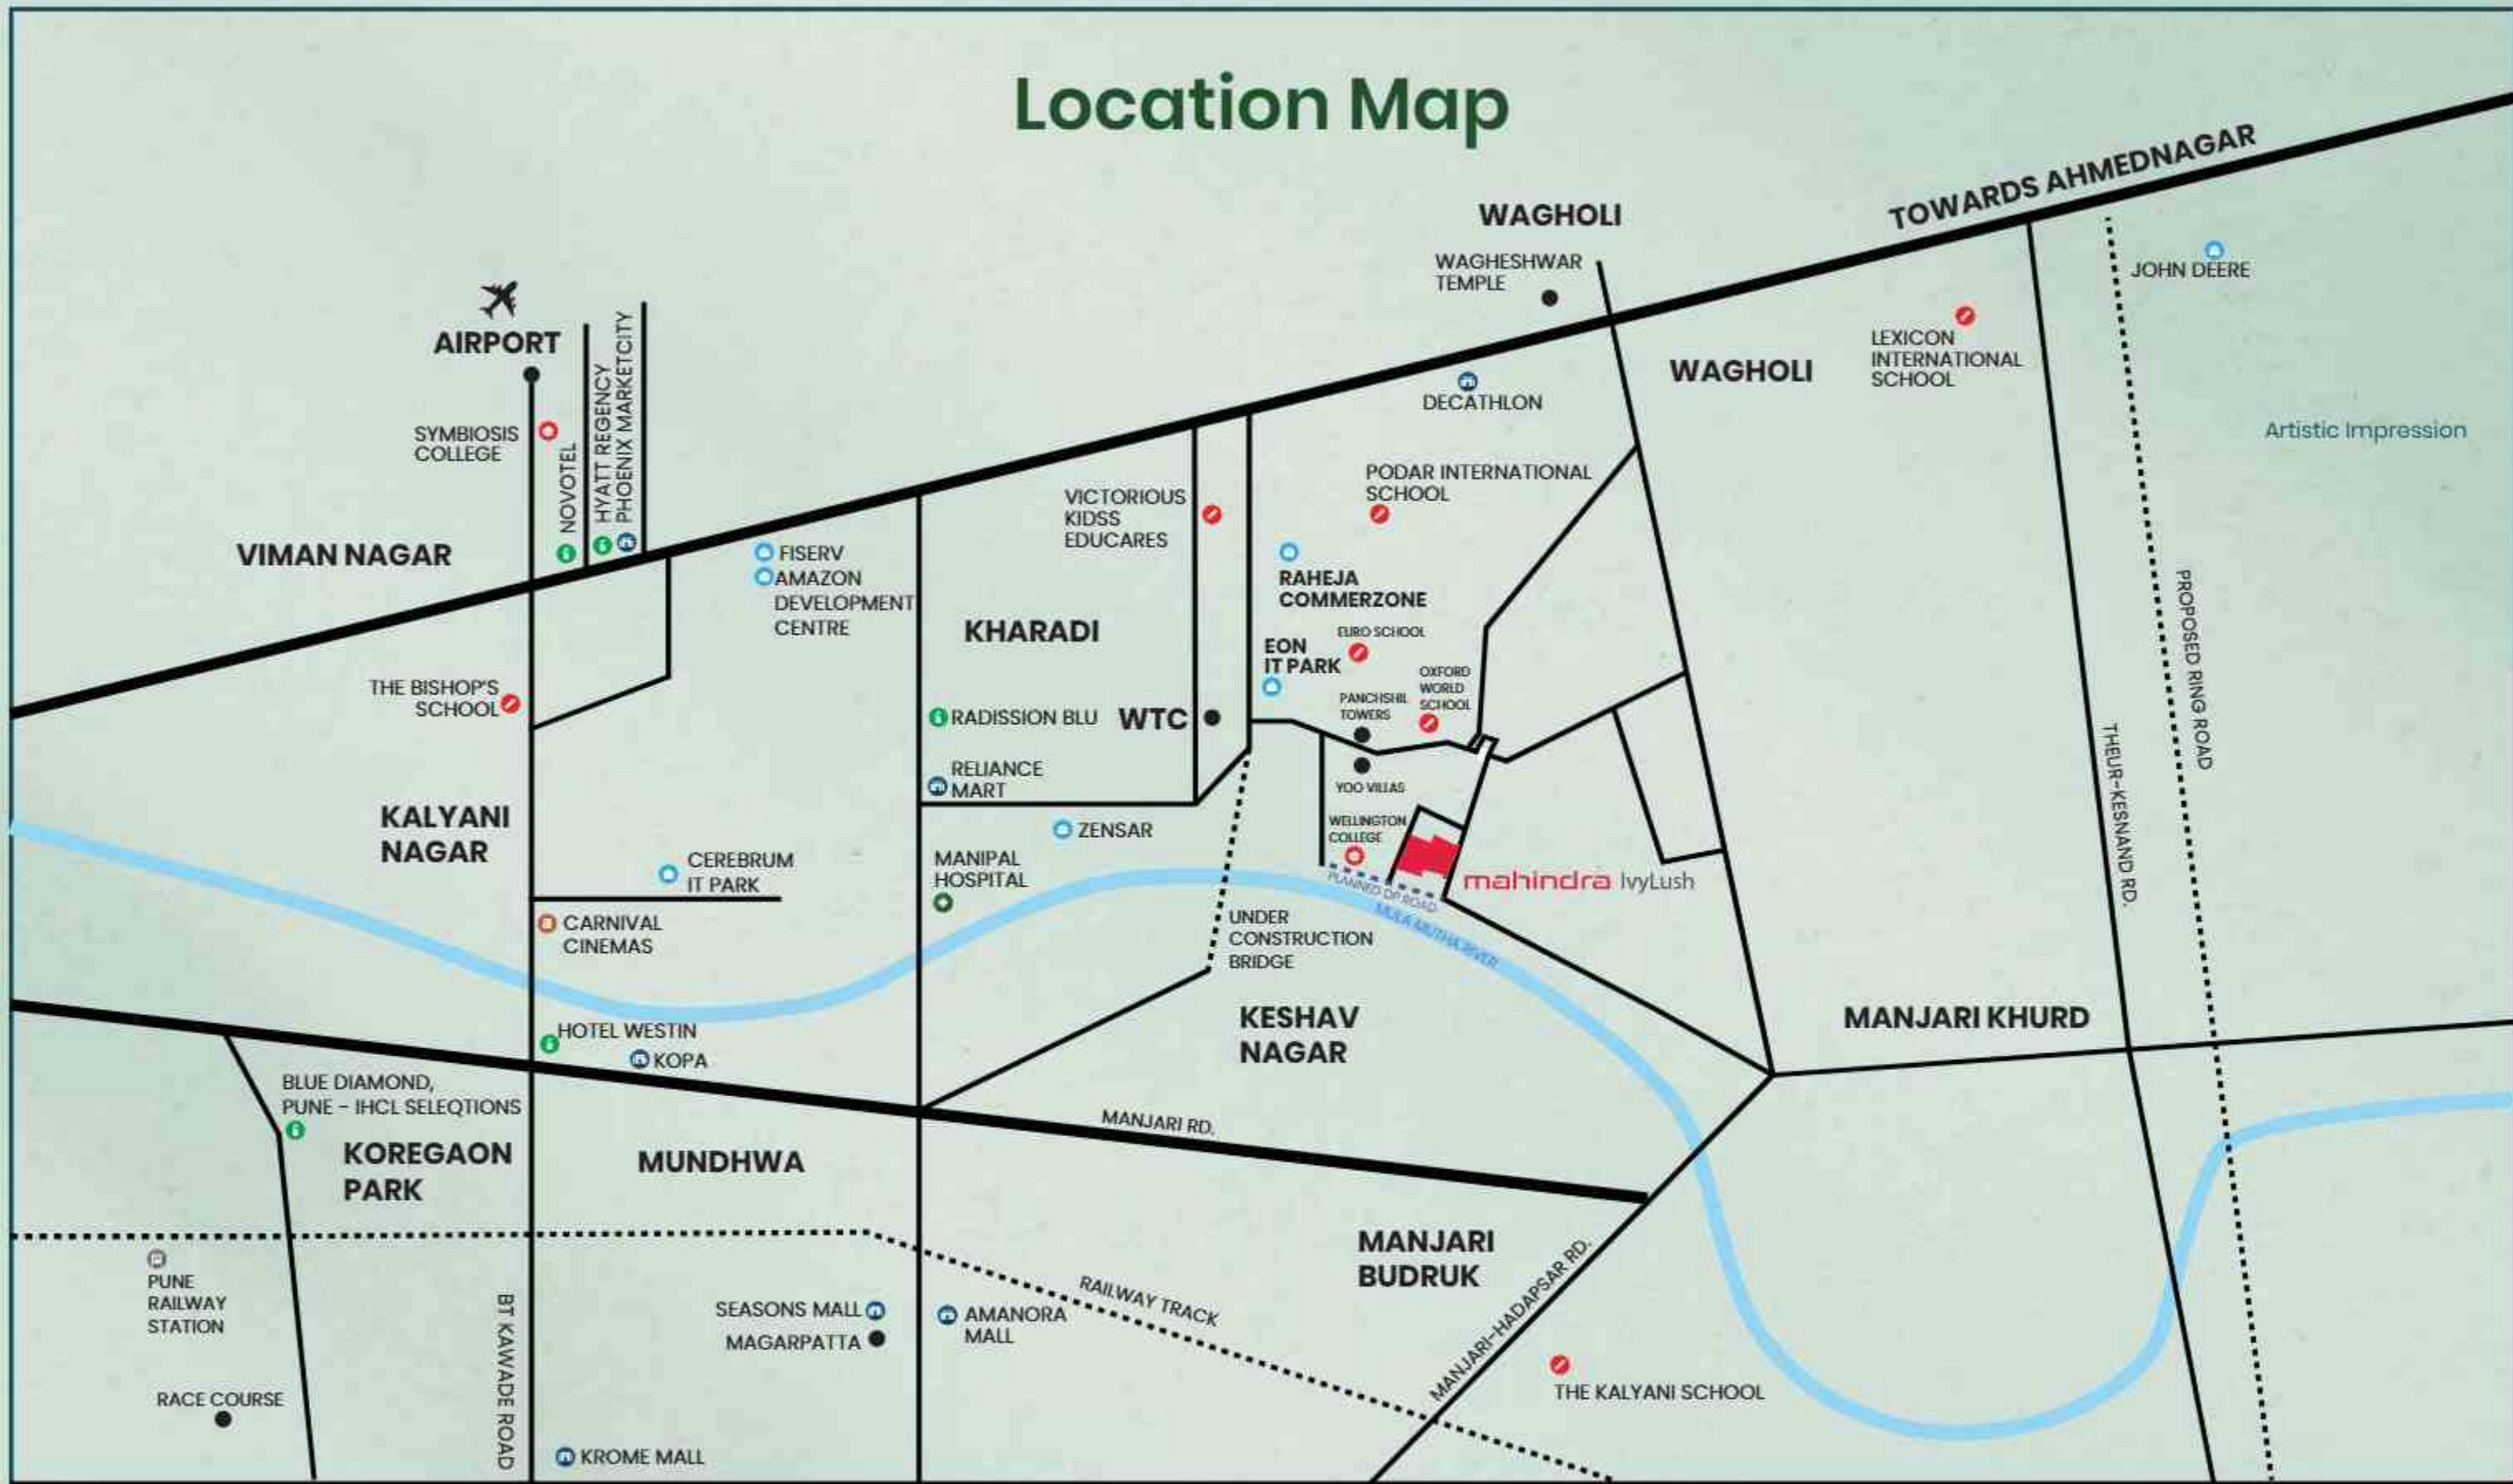 Location Map
TOWARDS AHMEDNAGAR
WAGHOLI
WAGHESHWAR
TEMPLE
JOHN DEERE
AIRPORT
LEXICON
INTERNATIONAL
SCHOOL
WAGHOLI
DECATHLON
Artistic Impression
SYMBIOSIS
COLLEGE
NOVOTEL
HYATT REGENCY
PHOENIX MARKETCITY
PODAR INTERNATIONAL
SCHOOL
VICTORIOUS
KIDSS
EDUCARES
VIMAN NAGAR
FISERV
AMAZON
DEVELOPMENT
CENTRE
RAHEJA
COMMERZONE
KHARADI
EURO SCHOOL
EON
IT PARK
OXFORD
WORLD
SCHOOL
PANCHSHIL
TOWERS
PROPOSED RING ROAD
THE BISHOP'S
SCHOOL
RADISSION BLU
WTC
RELIANCE
MART
YOO VILLAS
THEUR-KESNAND RD.
KALYANI
NAGAR
ZENSAR
WELLINGTON
COLLEGE
CEREBRUM
IT PARK
MANIPAL
HOSPITAL
mahindra IvyLush
PLANNED DP ROAD
MULA MUTHA RIVER
CARNIVAL
CINEMAS
UNDER
CONSTRUCTION
BRIDGE
KESHAV
NAGAR
MANJARI KHURD
HOTEL WESTIN
KOPA
BLUE DIAMOND,
PUNE - IHCL SELEQTIONS
MANJARI RD.
KOREGAON
PARK
MUNDHWA
MANJARI
BUDRUK
PUNE
RAILWAY
STATION
BT KAWADE ROAD
SEASONS MALL
MAGARPATTA
AMANORA
MALL
RAILWAY TRACK
MANJARI-HADAPSAR RD.
THE KALYANI SCHOOL
RACE COURSE
KROME MALL